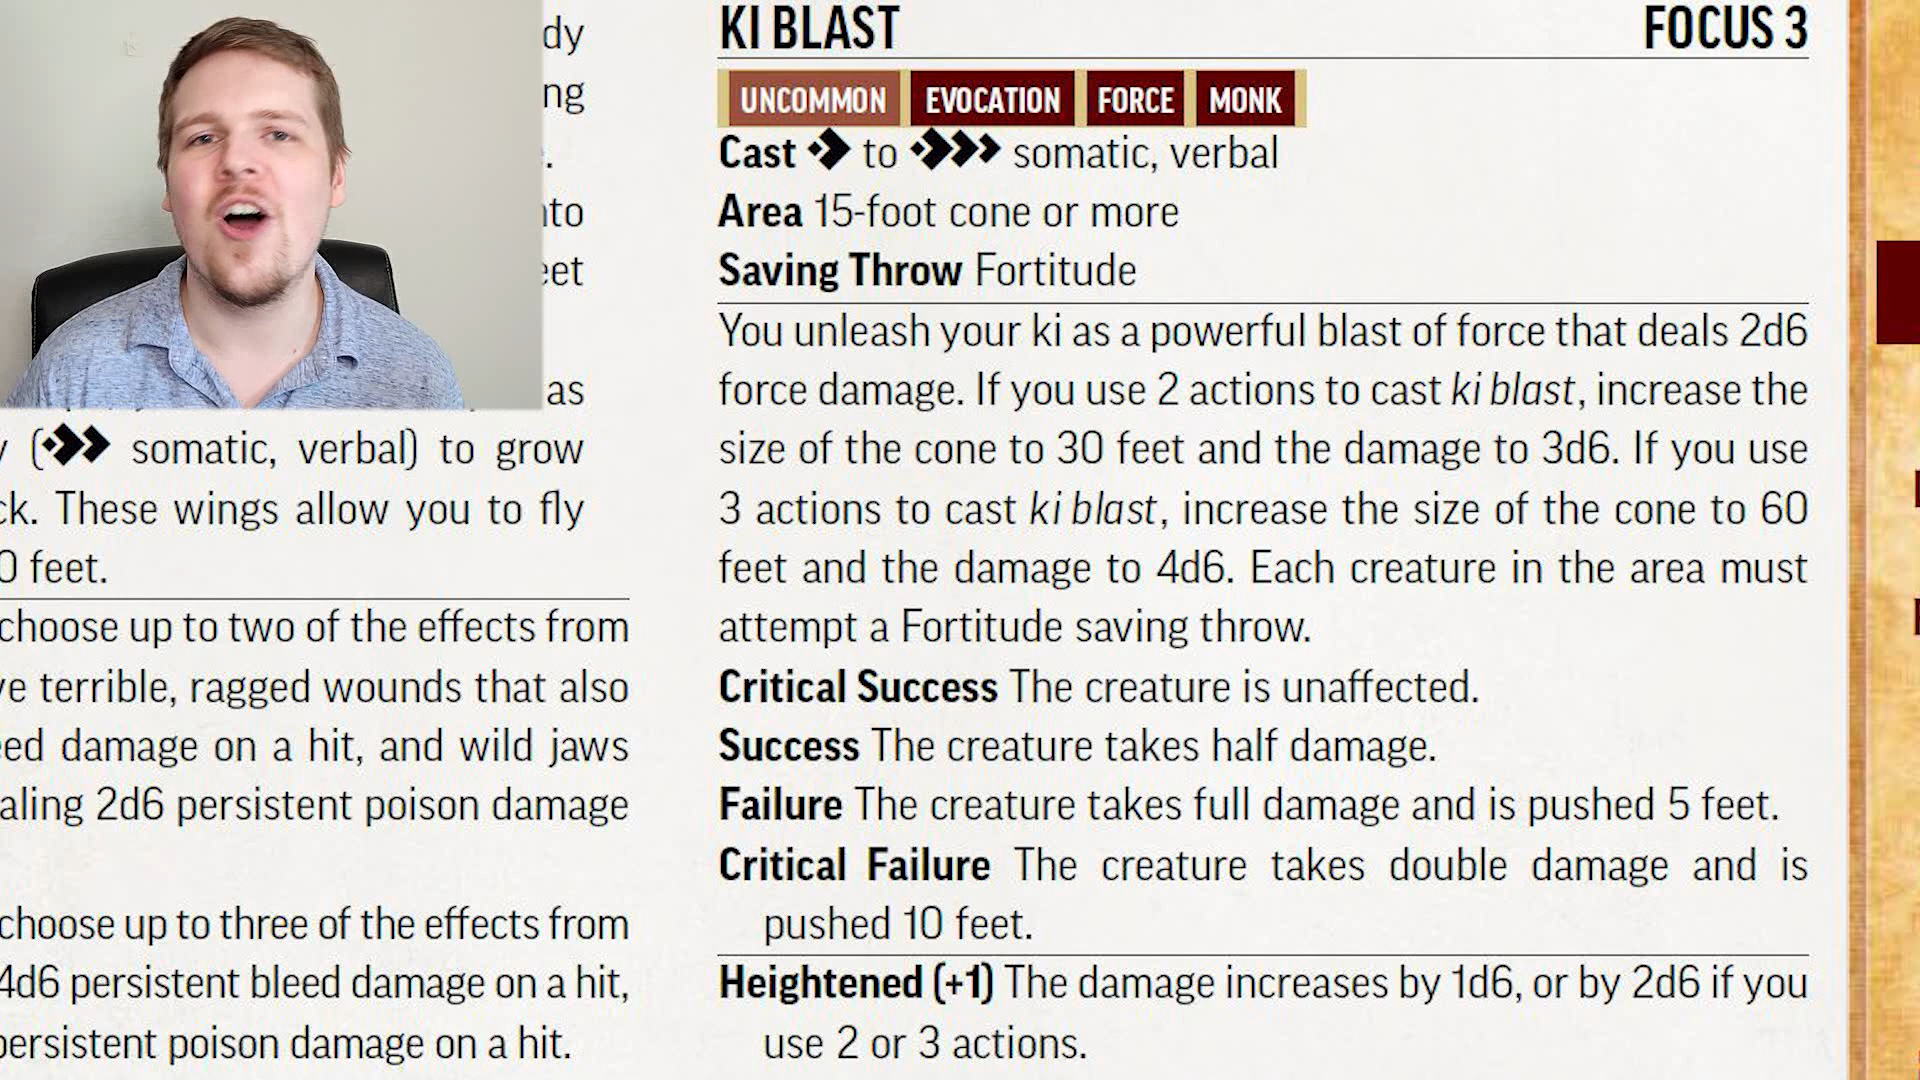 dy
ng
.
nto
eet
as
y (somatic, verbal) to grow
ck. These wings allow you to fly
0 feet.
choose up to two of the effects from
ve terrible, ragged wounds that also
eed damage on a hit, and wild jaws
aling 2d6 persistent poison damage
choose up to three of the effects from
4d6 persistent bleed damage on a hit,
persistent poison damage on a hit.
KI BLAST FOCUS 3
UNCOMMON EVOCATION FORCE MONK
Cast to somatic, verbal
Area 15-foot cone or more
Saving Throw Fortitude
You unleash your ki as a powerful blast of force that deals 2d6
force damage. If you use 2 actions to cast ki blast, increase the
size of the cone to 30 feet and the damage to 3d6. If you use
3 actions to cast ki blast, increase the size of the cone to 60
feet and the damage to 4d6. Each creature in the area must
attempt a Fortitude saving throw.
Critical Success The creature is unaffected.
Success The creature takes half damage.
Failure The creature takes full damage and is pushed 5 feet.
Critical Failure The creature takes double damage and is
pushed 10 feet.
Heightened (+1) The damage increases by 1d6, or by 2d6 if you
use 2 or 3 actions.